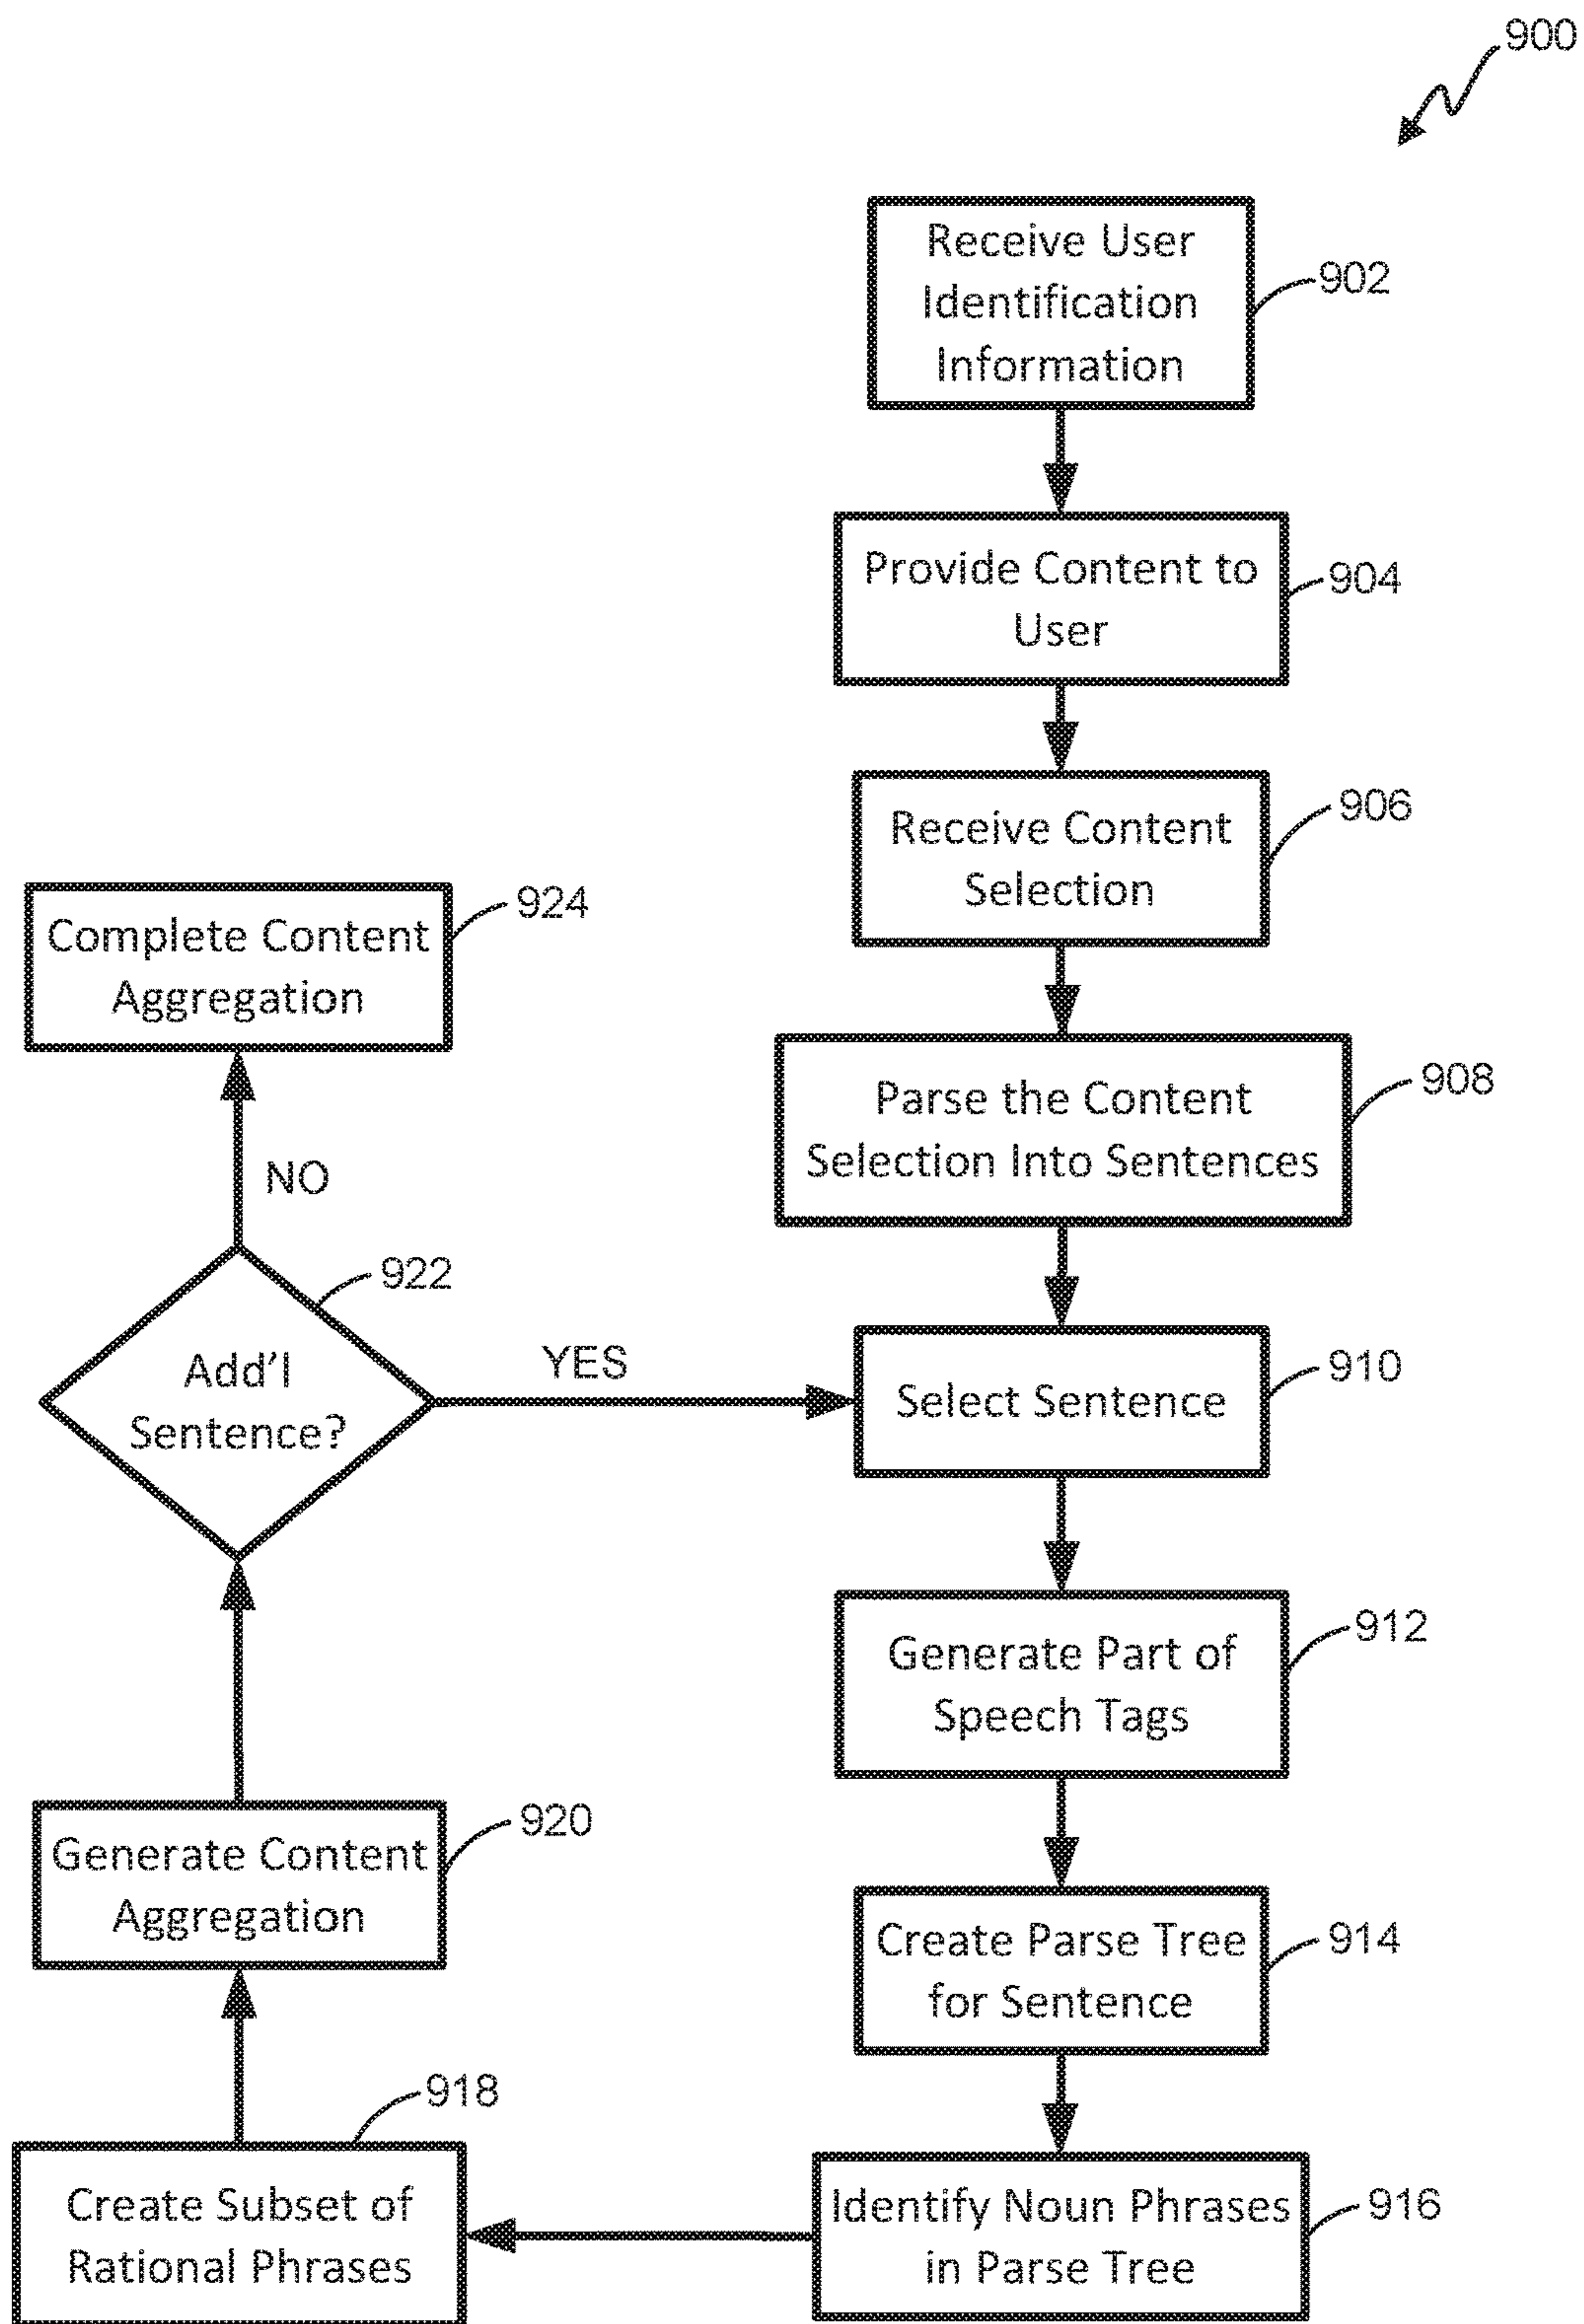 900
Receive User
Identification
Information
902
Provide Content to
User
904
Receive Content
Selection
906
Parse the Content
Selection Into Sentences
908
Select Sentence
910
Generate Part of
Speech Tags
912
Create Parse Tree
for Sentence
914
Identify Noun Phrases
in Parse Tree
916
Create Subset of
Rational Phrases
918
Generate Content
Aggregation
920
Add'l
Sentence?
922
YES
NO
Complete Content
Aggregation
924